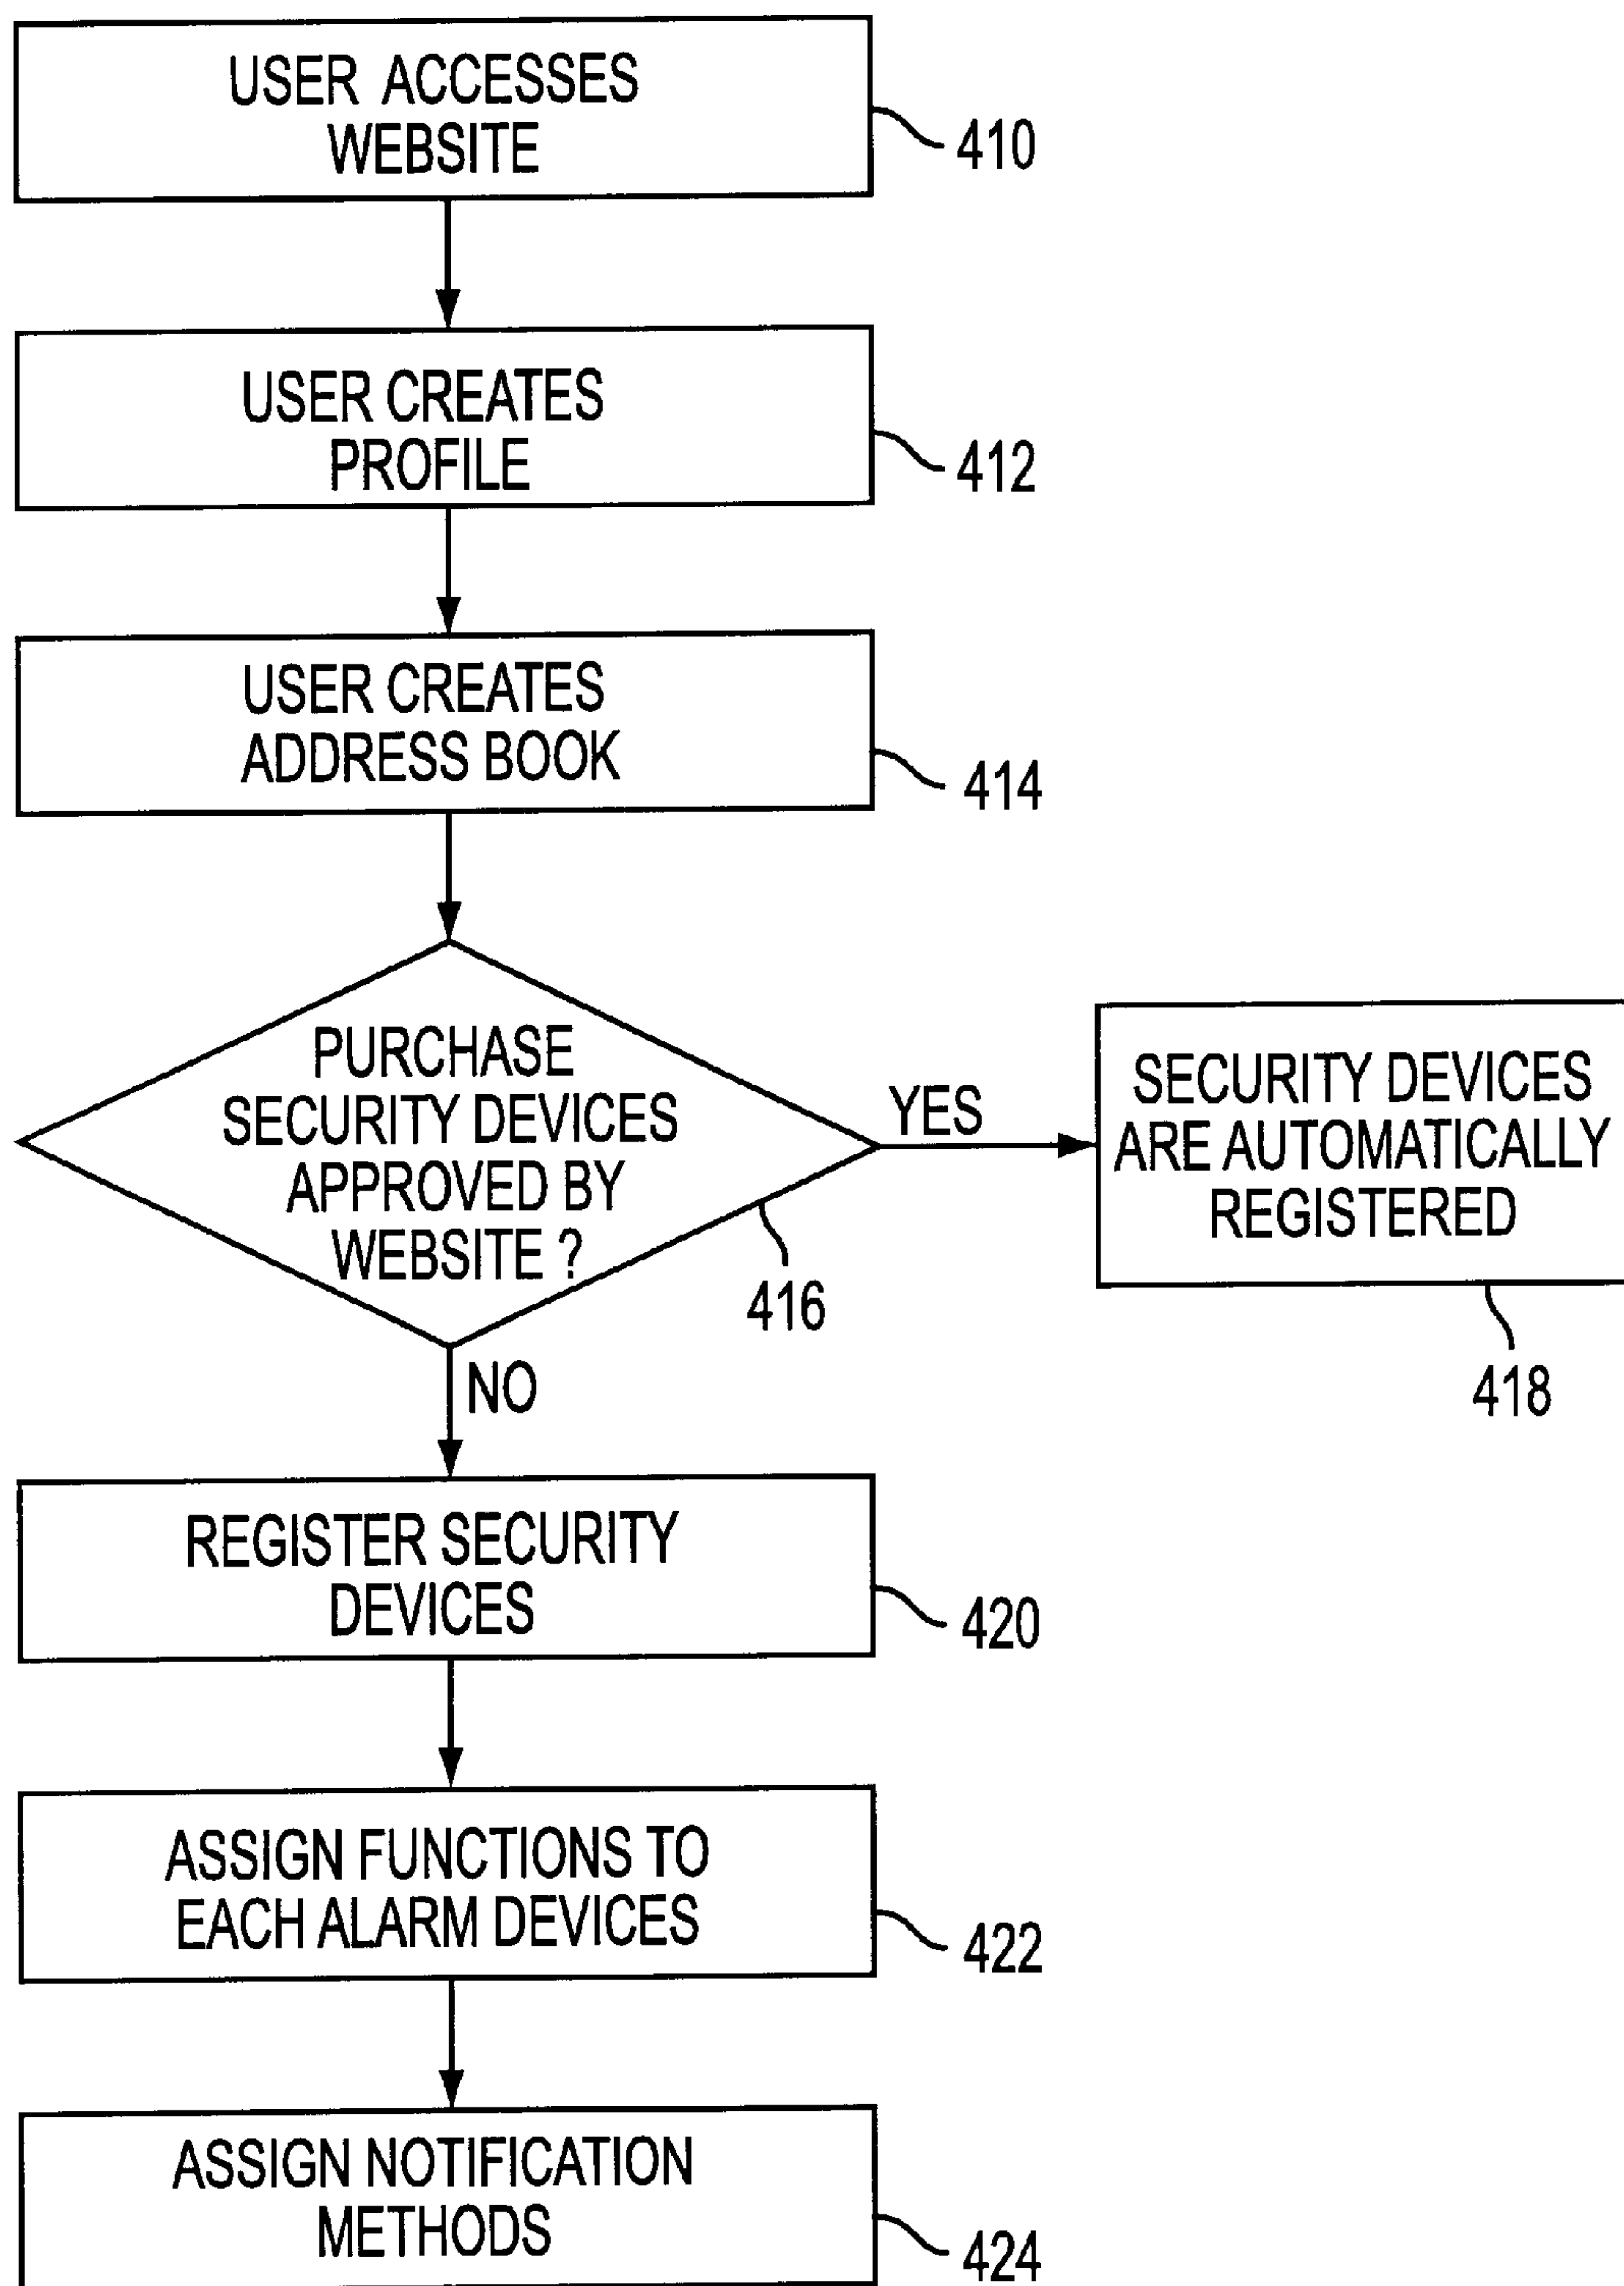 USER ACCESSES
WEBSITE
410
USER CREATES
PROFILE
412
USER CREATES
ADDRESS BOOK
414
PURCHASE
SECURITY DEVICES
APPROVED BY
WEBSITE ?
416
YES
SECURITY DEVICES
ARE AUTOMATICALLY
REGISTERED
418
NO
REGISTER SECURITY
DEVICES
420
ASSIGN FUNCTIONS TO
EACH ALARM DEVICES
422
ASSIGN NOTIFICATION
METHODS
424